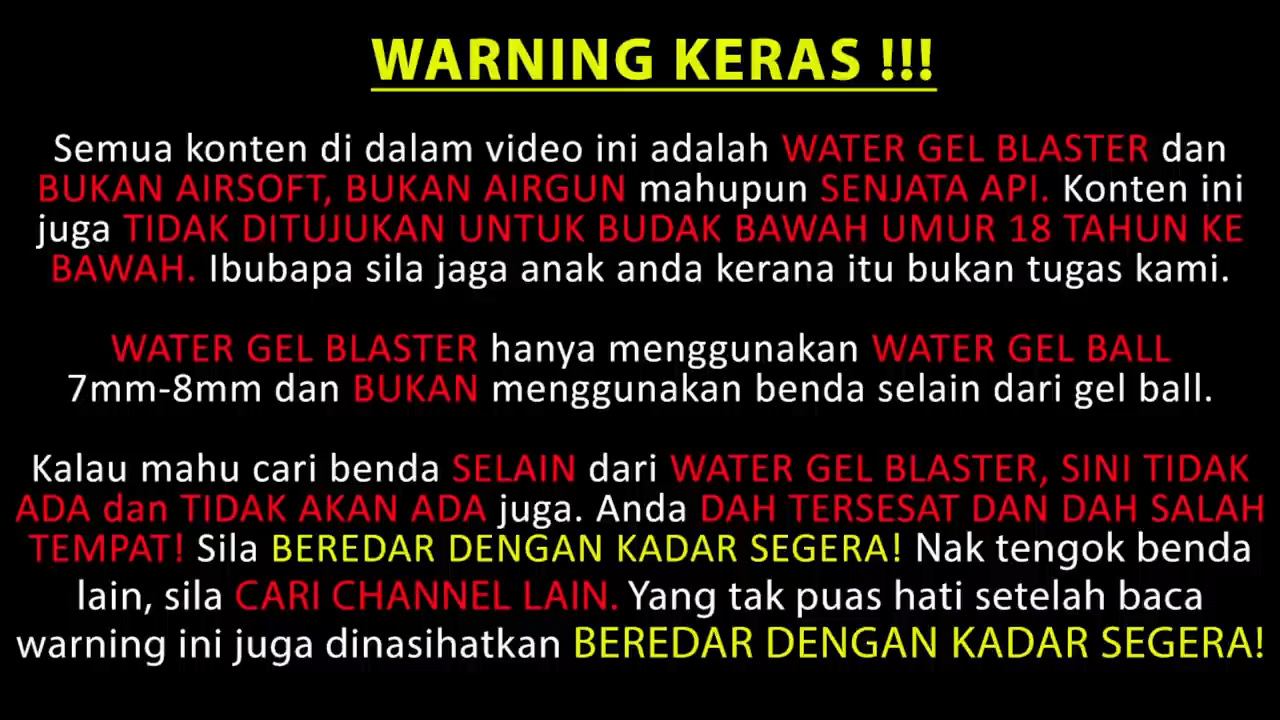 WARNING KERAS !!!
Semua konten di dalam video ini adalah WATER GEL BLASTER dan
BUKAN AIRSOFT, BUKAN AIRGUN mahupun SENJATA API. Konten ini
juga TIDAK DITUJUKAN UNTUK BUDAK BAWAH UMUR 18 TAHUN KE
BAWAH. Ibubapa sila jaga anak anda kerana itu bukan tugas kami.
WATER GEL BLASTER hanya menggunakan WATER GEL BALL
7mm-8mm dan BUKAN menggunakan benda selain dari gel ball.
Kalau mahu cari benda SELAIN dari WATER GEL BLASTER, SINI TIDAK
ADA dan TIDAK AKAN ADA juga. Anda DAH TERSESAT DAN DAH SALAH
TEMPAT! Sila BEREDAR DENGAN KADAR SEGERA! Nak tengok benda
lain, sila CARI CHANNEL LAIN. Yang tak puas hati setelah baca
warning ini juga dinasihatkan BEREDAR DENGAN KADAR SEGERA!